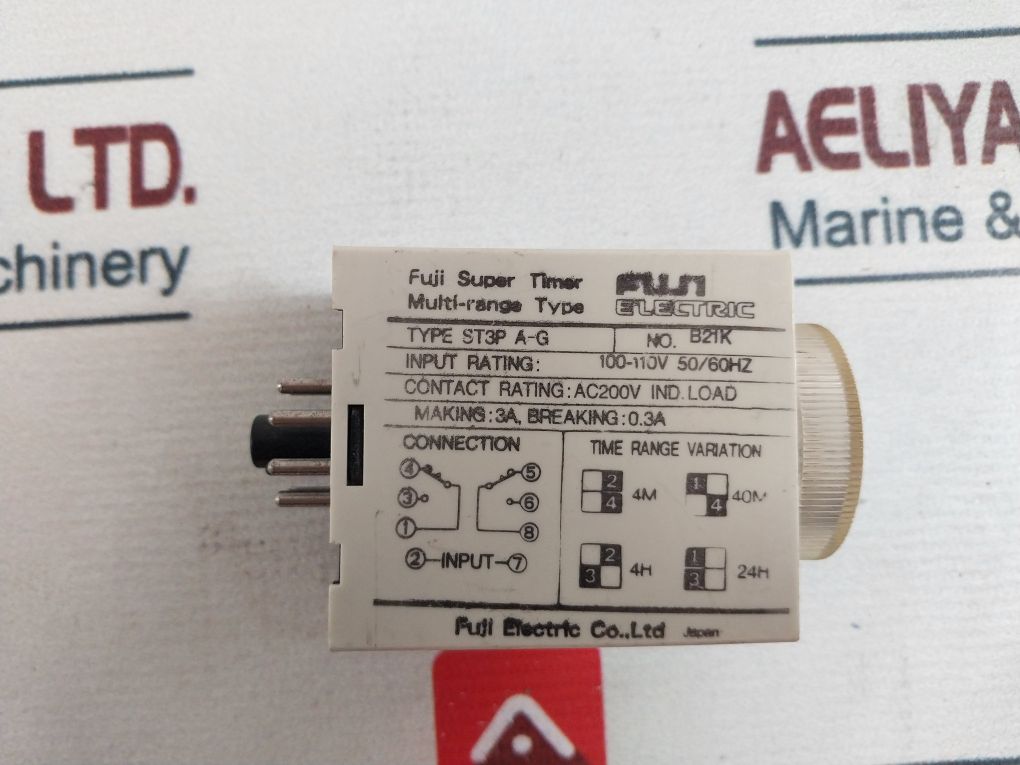 LTD.
chinery
AELIYA
Marine &
Fuji Super Timer
Multi-range Type
FUJI
ELECTRIC
TYPE ST3P A-G
NO. B21K
INPUT RATING: 100-110V 50/60HZ
CONTACT RATING: AC200V IND. LOAD
MAKING: 3A, BREAKING: 0.3A
CONNECTION
4 5
3 6
1 8
2 INPUT 7
TIME RANGE VARIATION
2
4 4M
1
4 40M
2
3 4H
1
3 24H
Fuji Electric Co.,Ltd Japan